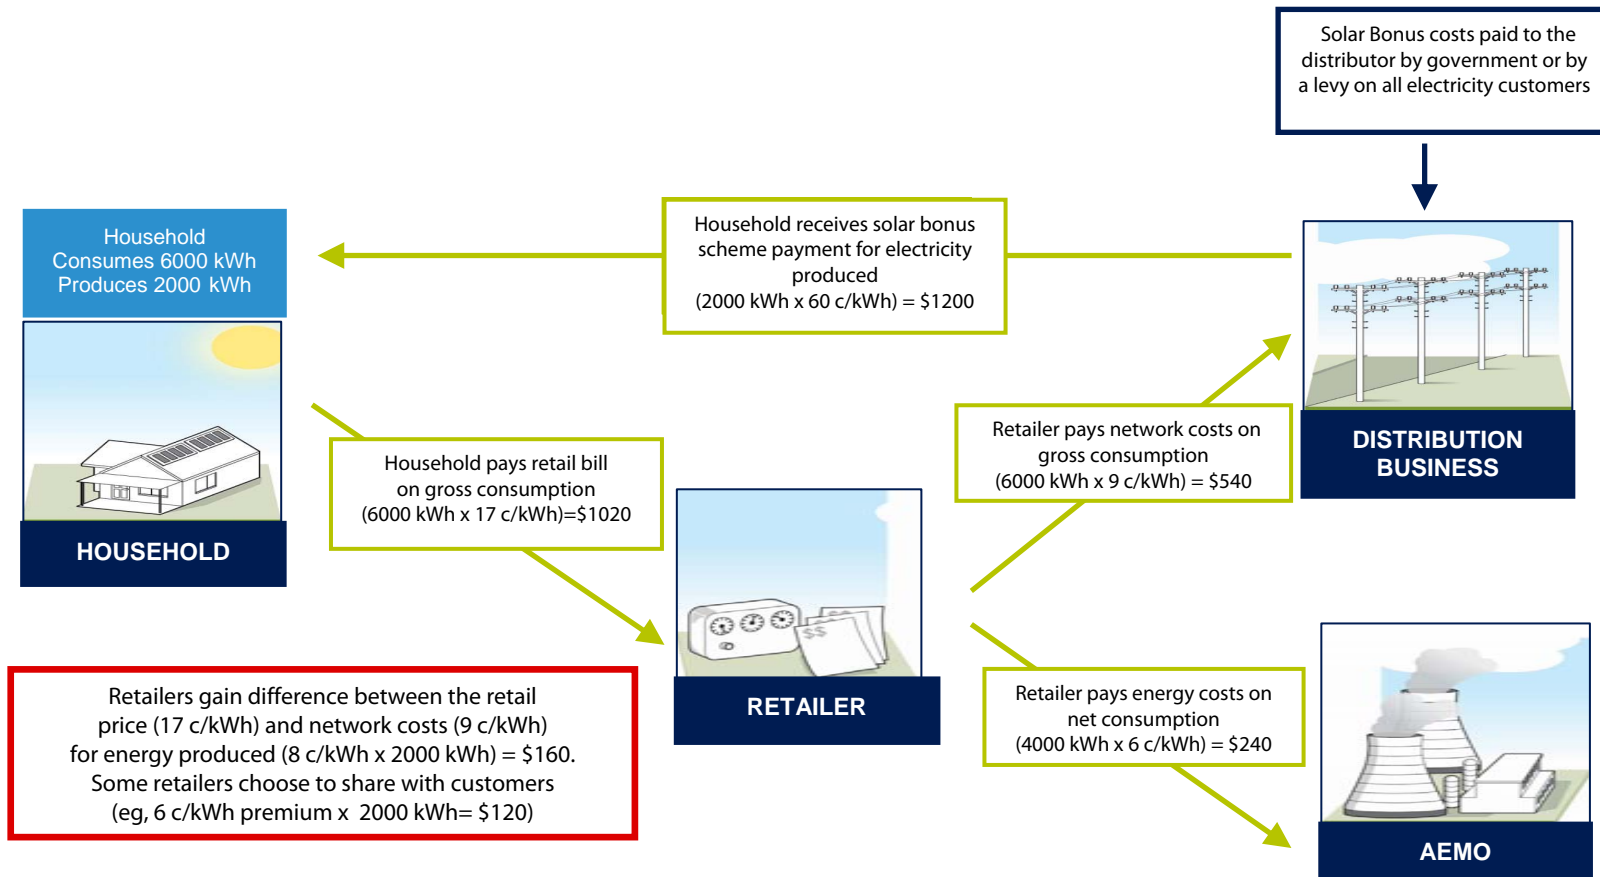 Solar Bonus costs paid to the
distributor by government or by
a levy on all electricity customers
Household
Consumes 6000 kWh
Produces 2000 kWh
Household receives solar bonus
scheme payment for electricity
produced
(2000 kWh x 60 c/kWh) = $1200
HOUSEHOLD
Household pays retail bill
on gross consumption
(6000 kWh x 17 c/kWh)=$1020
Retailer pays network costs on
gross consumption
(6000 kWh x 9 c/kWh) = $540
DISTRIBUTION
BUSINESS
$$
RETAILER
Retailers gain difference between the retail
price (17 c/kWh) and network costs (9 c/kWh)
for energy produced (8 c/kWh x 2000 kWh) = $160.
Some retailers choose to share with customers
(eg, 6 c/kWh premium x 2000 kWh= $120)
Retailer pays energy costs on
net consumption
(4000 kWh x 6 c/kWh) = $240
AEMO